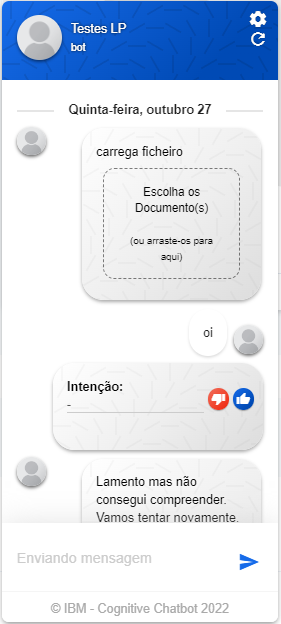 Testes LP
bot
Quinta-feira, outubro 27
carrega ficheiro
Escolha os
Documento(s)
(ou arraste-os para
aqui)
oi
Intenção:
-
Lamento mas não
consegui compreender.
Vamos tentar novamente.
Enviando mensagem
© IBM - Cognitive Chatbot 2022